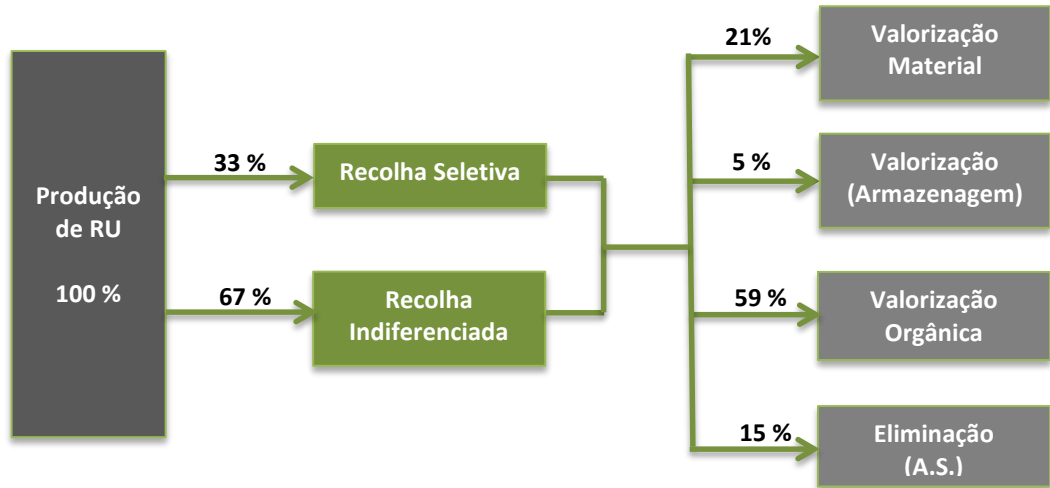 Produção
de RU
100 %
33 %
Recolha Seletiva
67 %
Recolha
Indiferenciada
21%
Valorização
Material
5 %
Valorização
(Armazenagem)
59 %
Valorização
Orgânica
15 %
Eliminação
(A.S.)